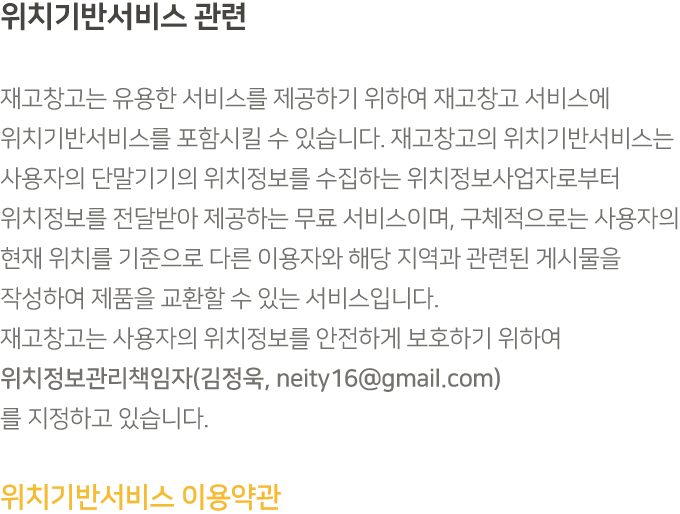 위치기반서비스 관련
재고창고는 유용한 서비스를 제공하기 위하여 재고창고 서비스에
위치기반서비스를 포함시킬 수 있습니다. 재고창고의 위치기반서비스는
사용자의 단말기기의 위치정보를 수집하는 위치정보사업자로부터
위치정보를 전달받아 제공하는 무료 서비스이며, 구체적으로는 사용자의
현재 위치를 기준으로 다른 이용자와 해당 지역과 관련된 게시물을
작성하여 제품을 교환할 수 있는 서비스입니다.
재고창고는 사용자의 위치정보를 안전하게 보호하기 위하여
위치정보관리책임자(김정욱, neity16@gmail.com)
를 지정하고 있습니다.
위치기반서비스 이용약관